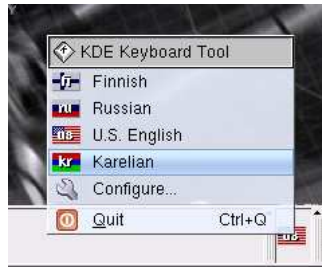 KDE Keyboard Tool
fi Finnish
ru Russian
us U.S. English
kr Karelian
Configure...
Quit Ctrl+Q
us